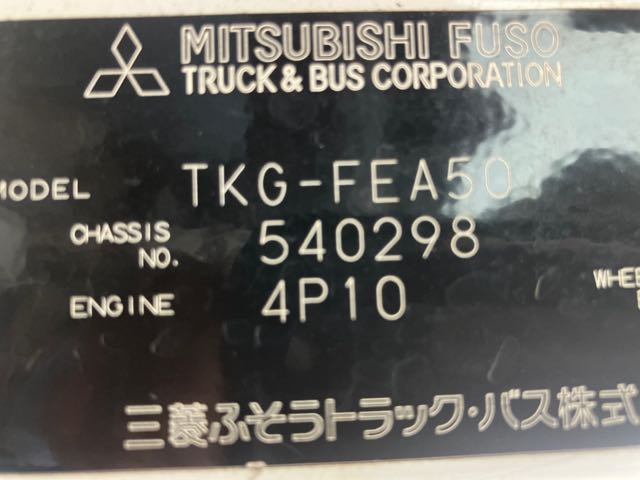 MITSUBISHI FUSO
TRUCK & BUS CORPORATION
MODEL TKG-FEA50
CHASSIS NO. 540298
ENGINE 4P10
三菱ふそうトラック・バス株式